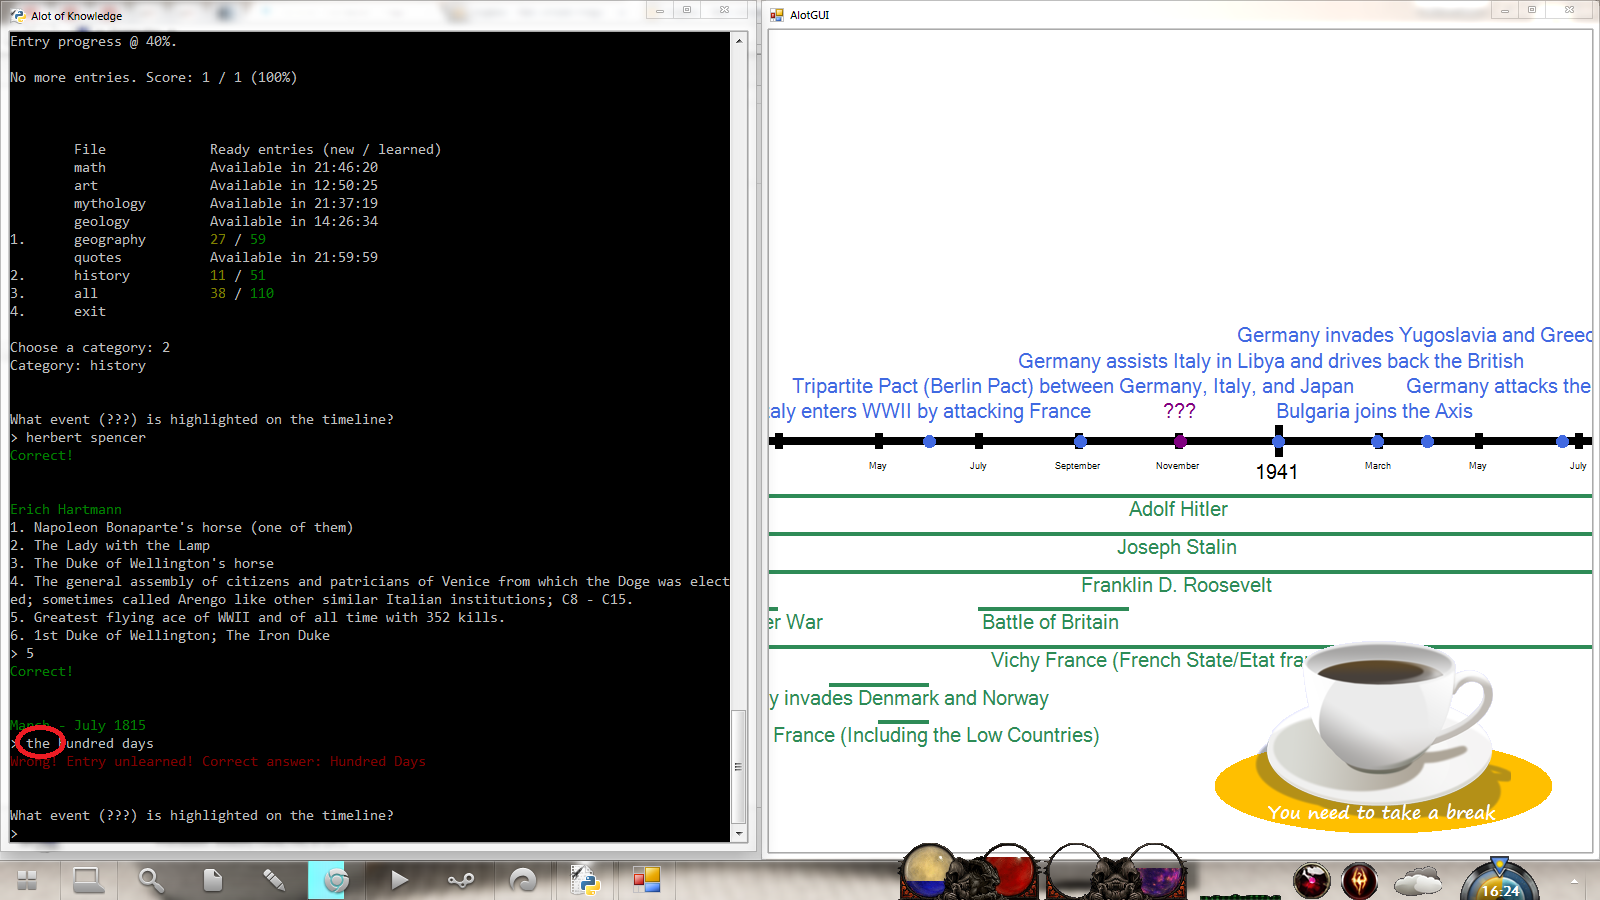 Alot of Knowledge
Entry progress @ 40%.
No more entries. Score: 1 / 1 (100%)
File Ready entries (new / learned)
math Available in 21:46:20
art Available in 12:50:25
mythology Available in 21:37:19
geology Available in 14:26:34
1. geography 27 / 59
quotes Available in 21:59:59
2. history 11 / 51
3. all 38 / 110
4. exit
Choose a category: 2
Category: history
What event (???) is highlighted on the timeline?
> herbert spencer
Correct!
Erich Hartmann
1. Napoleon Bonaparte's horse (one of them)
2. The Lady with the Lamp
3. The Duke of Wellington's horse
4. The general assembly of citizens and patricians of Venice from which the Doge was elect
ed; sometimes called Arengo like other similar Italian institutions; C8 - C15.
5. Greatest flying ace of WWII and of all time with 352 kills.
6. 1st Duke of Wellington; The Iron Duke
> 5
Correct!
March - July 1815
> the hundred days
Wrong! Entry unlearned! Correct answer: Hundred Days
What event (???) is highlighted on the timeline?
>
AlotGUI
Germany invades Yugoslavia and Greec
Germany assists Italy in Libya and drives back the British
Tripartite Pact (Berlin Pact) between Germany, Italy, and Japan Germany attacks the
aly enters WWII by attacking France ??? Bulgaria joins the Axis
May July September November 1941 March May July
Adolf Hitler
Joseph Stalin
Franklin D. Roosevelt
er War Battle of Britain
Vichy France (French State/Etat fra
y invades Denmark and Norway
France (Including the Low Countries)
You need to take a break
16:24